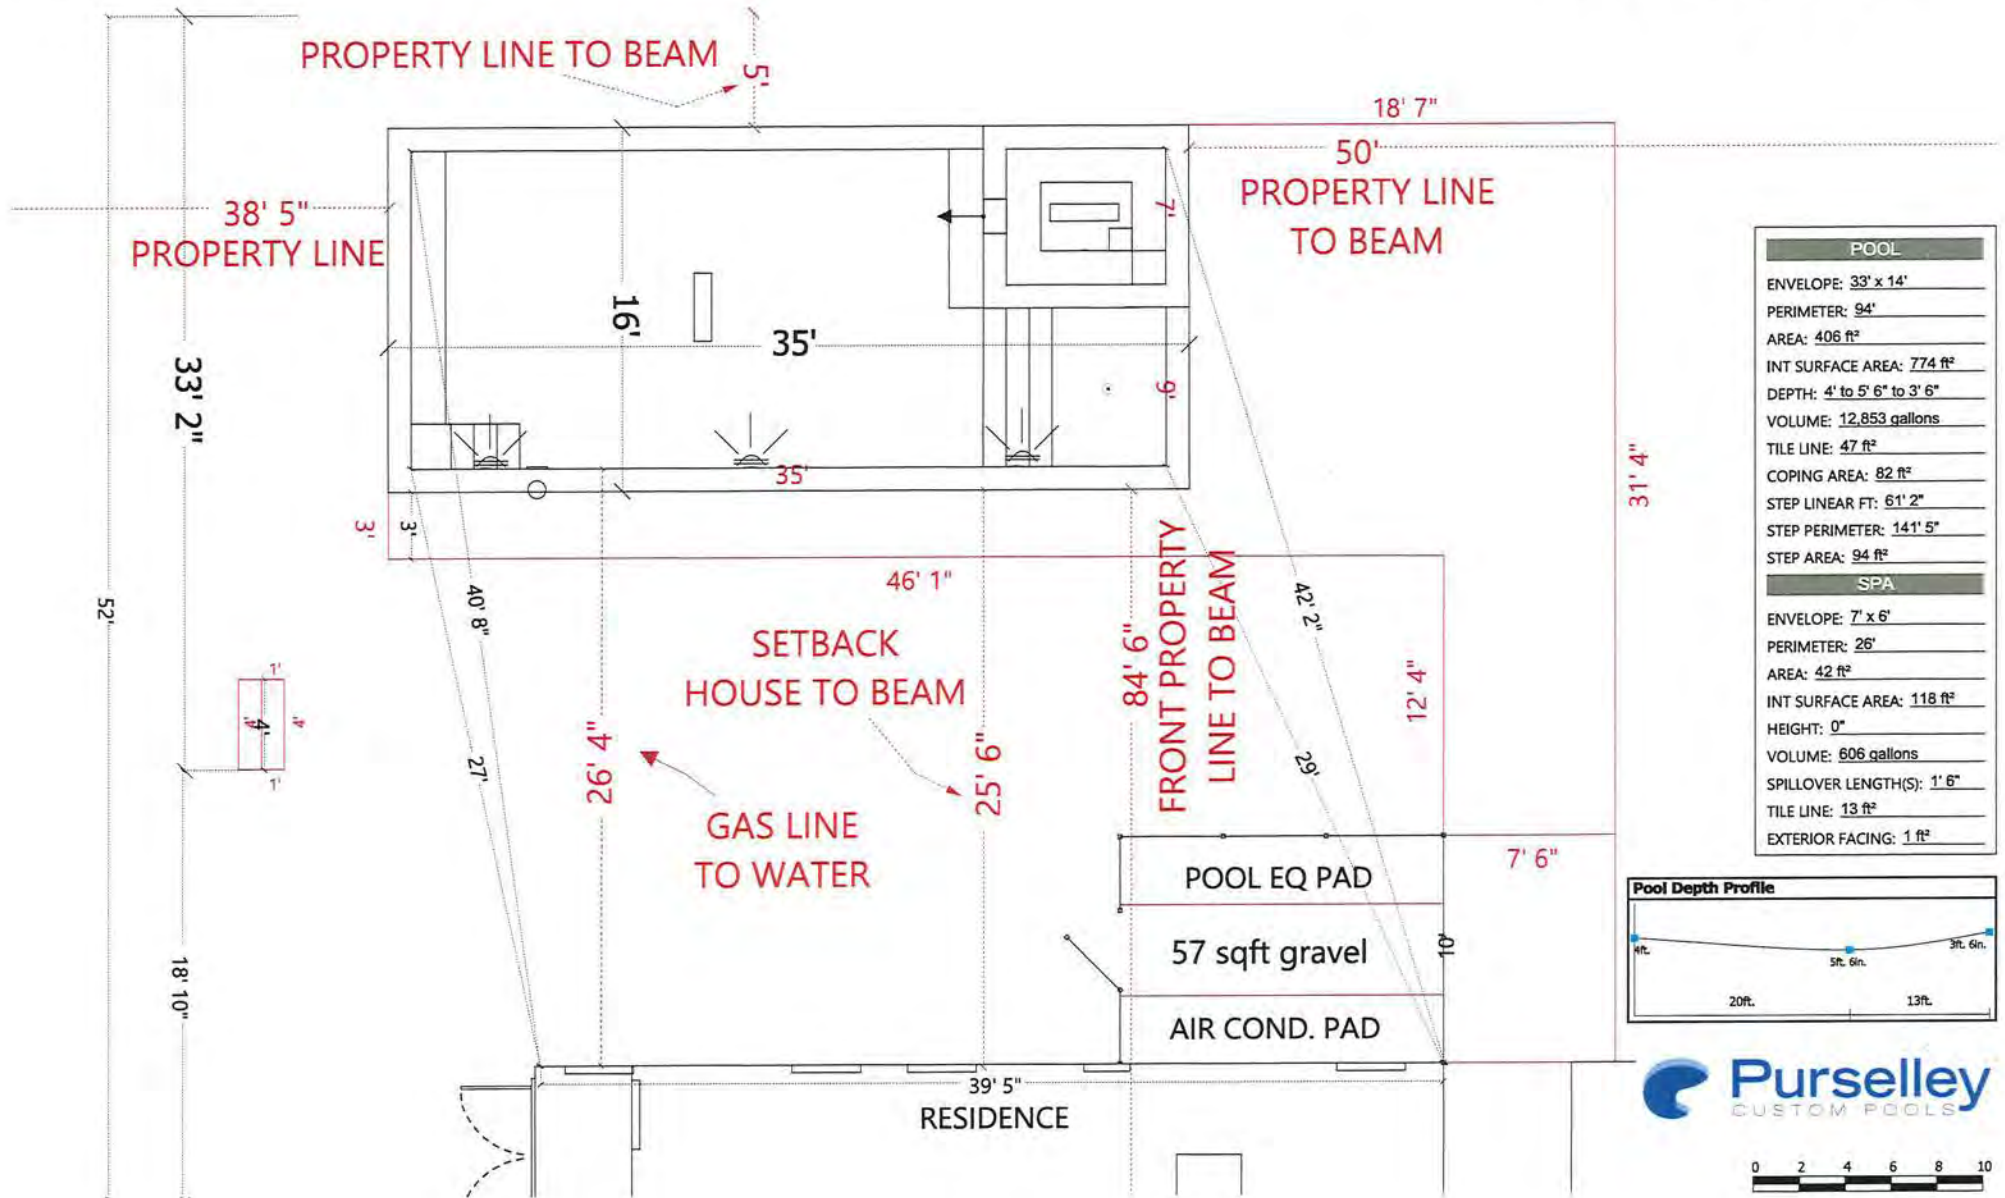 PROPERTY LINE TO BEAM
5'
18' 7"
50'
PROPERTY LINE
TO BEAM
38' 5"
PROPERTY LINE
33' 2"
16'
35'
7'
9'
35'
3'
3'
31' 4"
46' 1"
52'
40' 8"
42' 2"
SETBACK
HOUSE TO BEAM
84' 6"
FRONT PROPERTY
LINE TO BEAM
12' 4"
1'
4'
4'
4'
1'
27'
26' 4"
25' 6"
29'
GAS LINE
TO WATER
7' 6"
POOL EQ PAD
57 sqft gravel
10'
AIR COND. PAD
18' 10"
39' 5"
RESIDENCE
POOL
ENVELOPE: 33' x 14'
PERIMETER: 94'
AREA: 406 ft²
INT SURFACE AREA: 774 ft²
DEPTH: 4' to 5' 6" to 3' 6"
VOLUME: 12,853 gallons
TILE LINE: 47 ft²
COPING AREA: 82 ft²
STEP LINEAR FT: 61' 2"
STEP PERIMETER: 141' 5"
STEP AREA: 94 ft²
SPA
ENVELOPE: 7' x 6'
PERIMETER: 26'
AREA: 42 ft²
INT SURFACE AREA: 118 ft²
HEIGHT: 0"
VOLUME: 606 gallons
SPILLOVER LENGTH(S): 1' 6"
TILE LINE: 13 ft²
EXTERIOR FACING: 1 ft²
Pool Depth Profile
4ft.
5ft. 6in.
3ft. 6in.
20ft.
13ft.
Purselley
CUSTOM POOLS
0 2 4 6 8 10